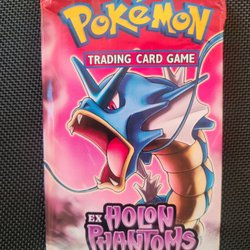 POKéMON
TRADING CARD GAME
EX HOLON
PHANTOMS